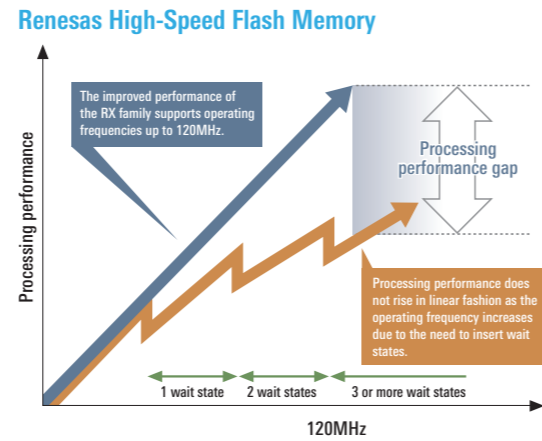 Renesas High-Speed Flash Memory
The improved performance of
the RX family supports operating
frequencies up to 120MHz.
Processing performance
Processing
performance gap
Processing performance does
not rise in linear fashion as the
operating frequency increases
due to the need to insert wait
states.
1 wait state
2 wait states
3 or more wait states
120MHz